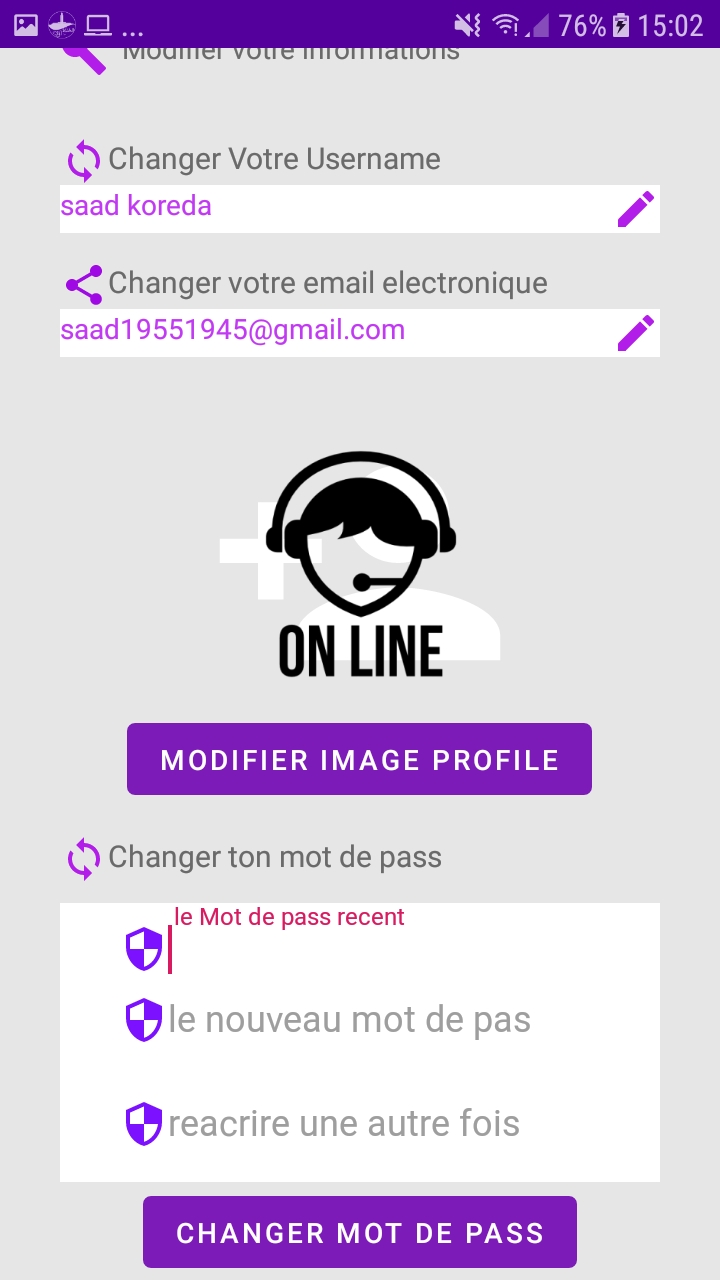 ... 76% 15:02
Modifier votre informations
Changer Votre Username
saad koreda
Changer votre email electronique
saad19551945@gmail.com
ON LINE
MODIFIER IMAGE PROFILE
Changer ton mot de pass
le Mot de pass recent
le nouveau mot de pas
reacrire une autre fois
CHANGER MOT DE PASS